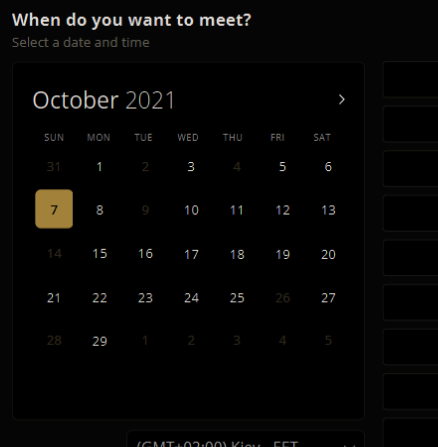 When do you want to meet?
Select a date and time
October 2021
SUN MON TUE WED THU FRI SAT
31 1 2 3 4 5 6
7 8 9 10 11 12 13
14 15 16 17 18 19 20
21 22 23 24 25 26 27
28 29 1 2 3 4 5
(GMT+02:00) Kiev - EET